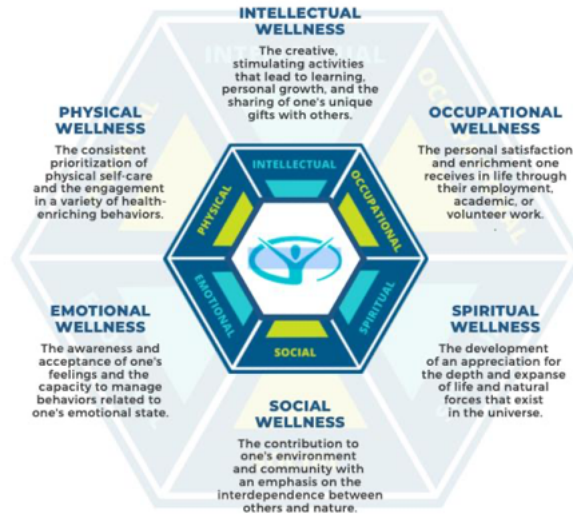 INTELLECTUAL
WELLNESS
The creative,
stimulating activities
that lead to learning,
personal growth, and the
sharing of one's unique
gifts with others.
PHYSICAL
WELLNESS
The consistent
prioritization of
physical self-care
and the engagement
in a variety of health-
enriching behaviors.
OCCUPATIONAL
WELLNESS
The personal satisfaction
and enrichment one
receives in life through
their employment,
academic, or
volunteer work.
.
INTELLECTUAL
PHYSICAL
OCCUPATIONAL
EMOTIONAL
SPIRITUAL
SOCIAL
EMOTIONAL
WELLNESS
The awareness and
acceptance of one's
feelings and the
capacity to manage
behaviors related to
one's emotional state.
SPIRITUAL
WELLNESS
The development
of an appreciation for
the depth and expanse
of life and natural
forces that exist
in the universe.
SOCIAL
WELLNESS
The contribution to
one's environment
and community with
an emphasis on the
interdependence between
others and nature.